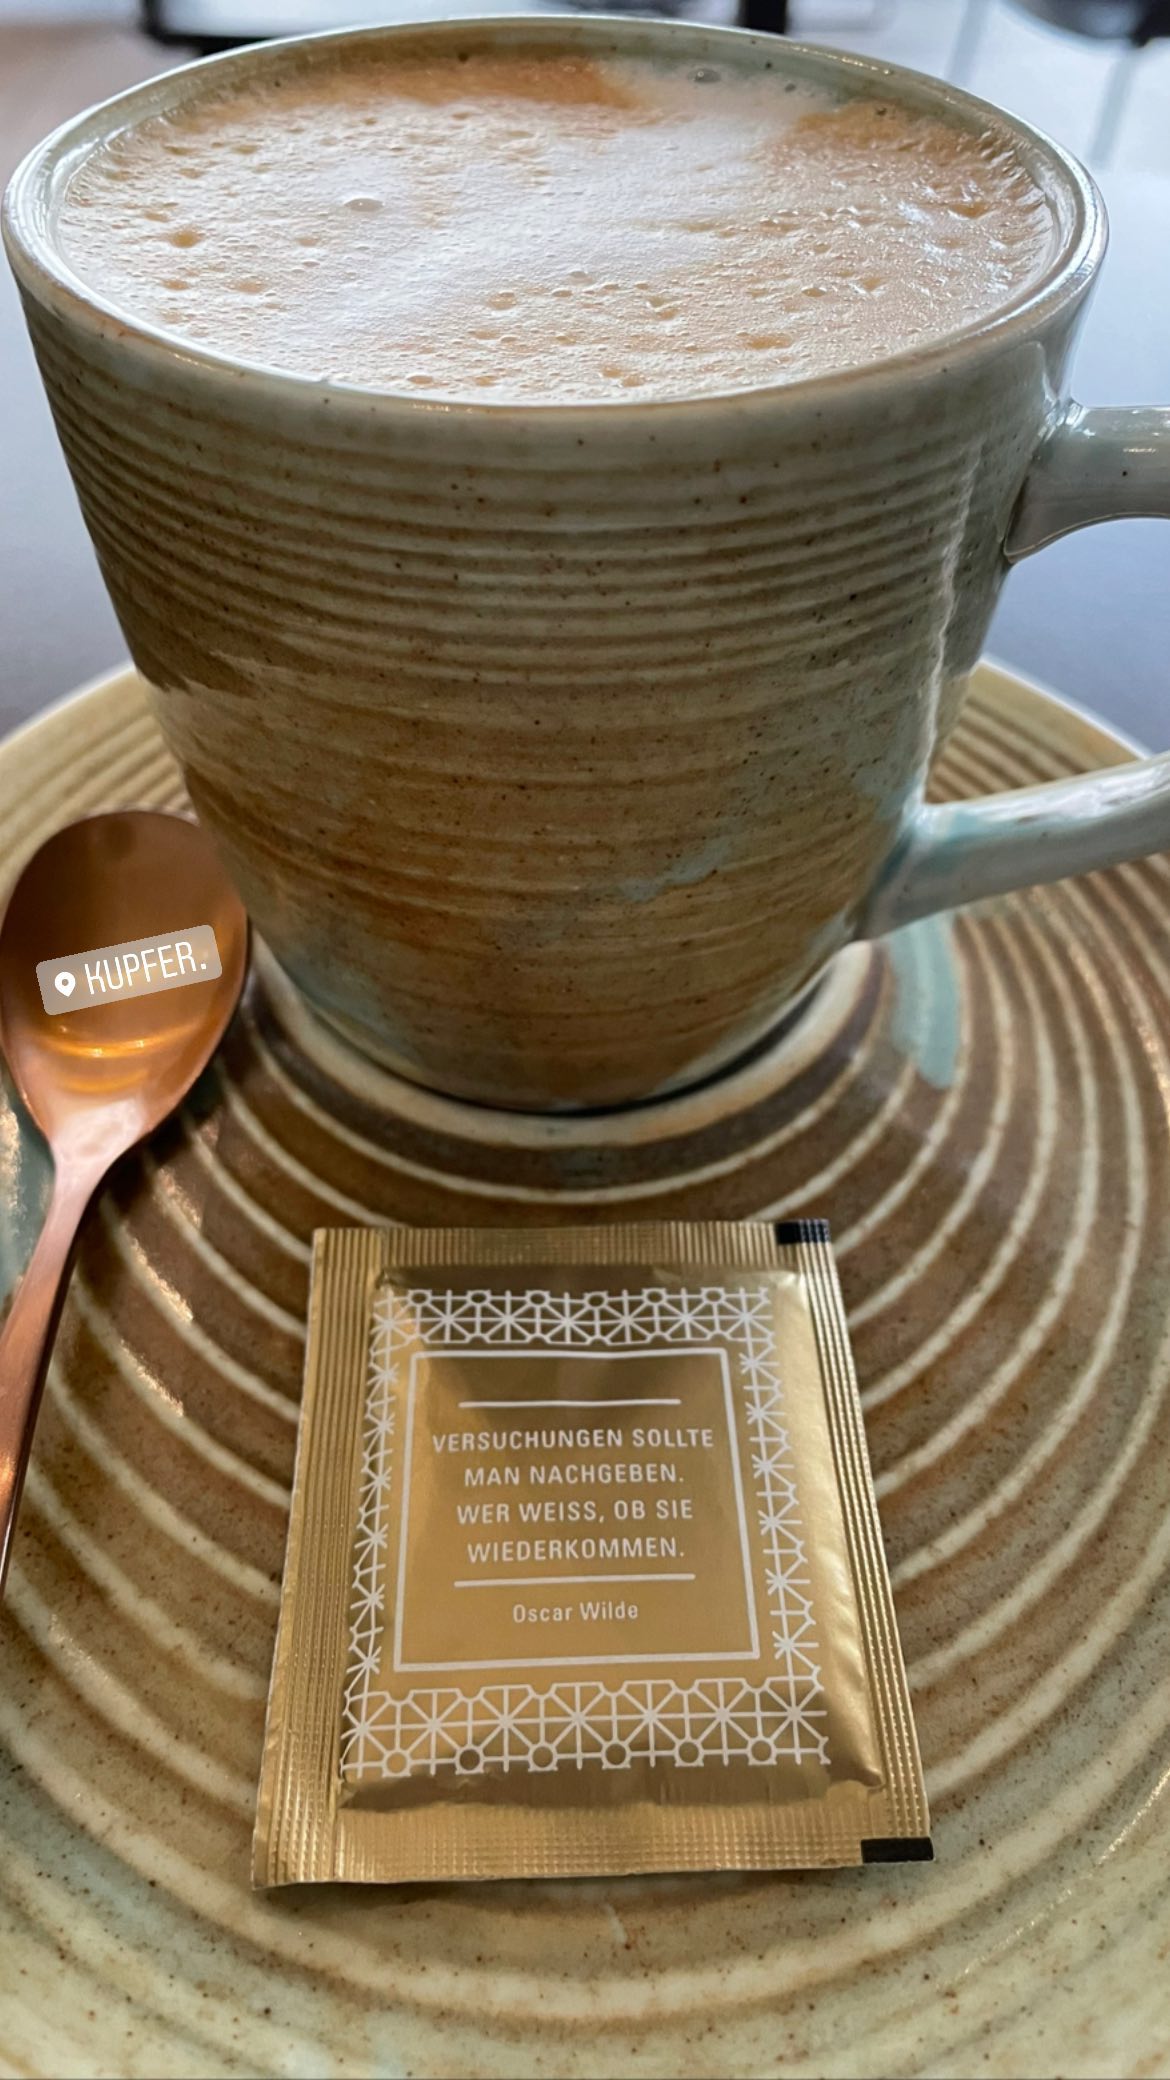 KUPFER.
VERSUCHUNGEN SOLLTE
MAN NACHGEBEN.
WER WEISS, OB SIE
WIEDERKOMMEN.
Oscar Wilde